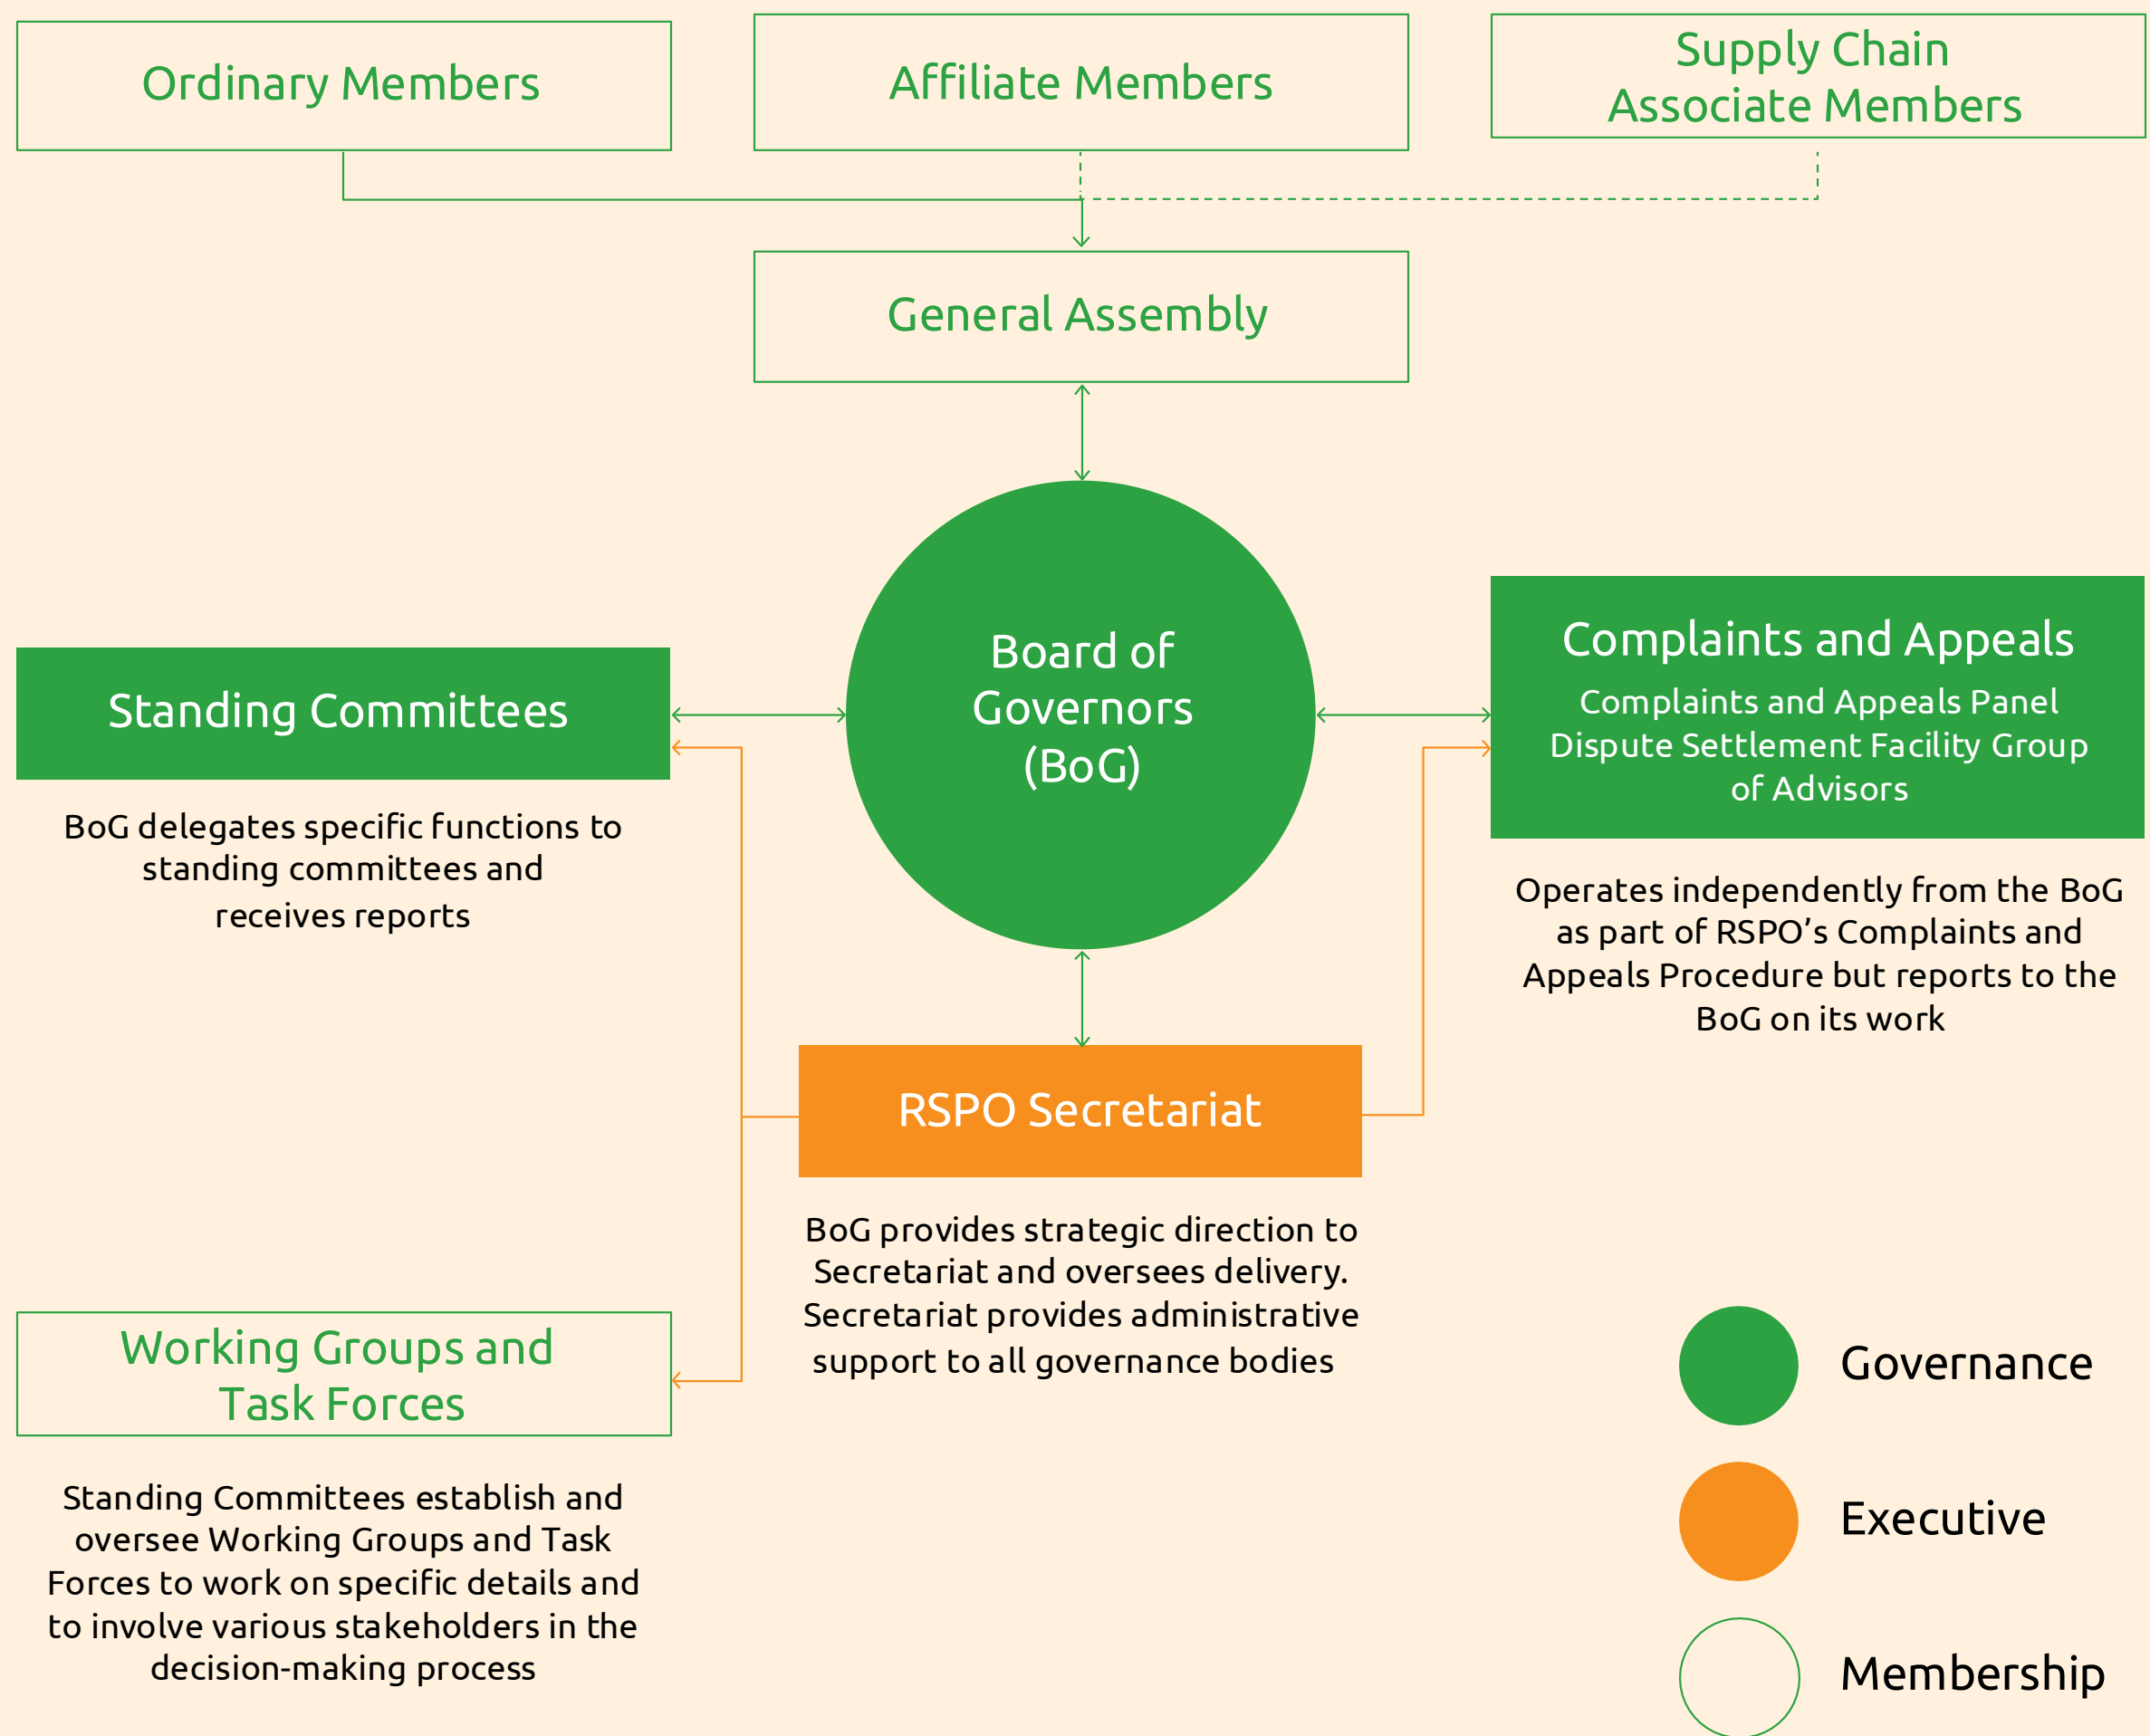 Ordinary Members
Affiliate Members
Supply Chain
Associate Members
General Assembly
Board of
Governors
(BoG)
Standing Committees
BoG delegates specific functions to
standing committees and
receives reports
Complaints and Appeals
Complaints and Appeals Panel
Dispute Settlement Facility Group
of Advisors
Operates independently from the BoG
as part of RSPO’s Complaints and
Appeals Procedure but reports to the
BoG on its work
RSPO Secretariat
BoG provides strategic direction to
Secretariat and oversees delivery.
Secretariat provides administrative
support to all governance bodies
Working Groups and
Task Forces
Standing Committees establish and
oversee Working Groups and Task
Forces to work on specific details and
to involve various stakeholders in the
decision-making process
Governance
Executive
Membership